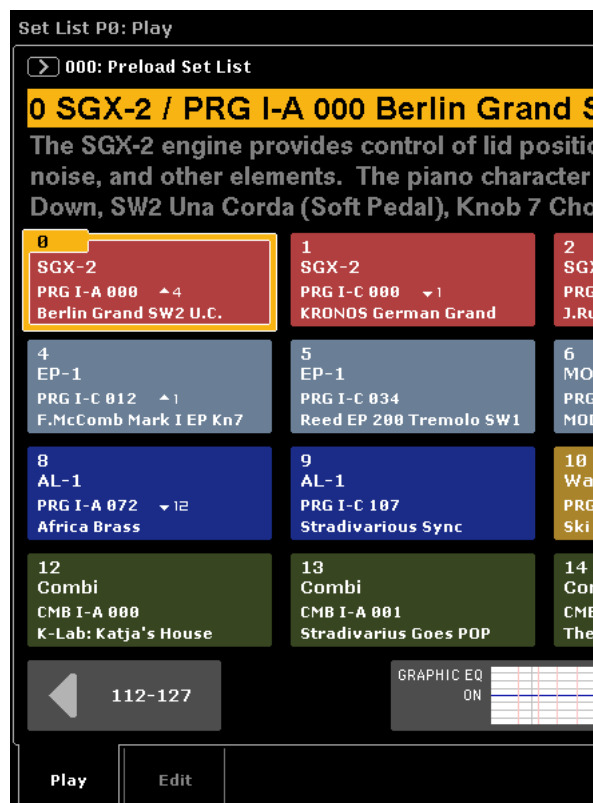 Set List P0: Play
000: Preload Set List
0 SGX-2 / PRG I-A 000 Berlin Grand S
The SGX-2 engine provides control of lid positio
noise, and other elements. The piano character
Down, SW2 Una Corda (Soft Pedal), Knob 7 Cho
0
SGX-2
PRG I-A 000 4
Berlin Grand SW2 U.C.
1
SGX-2
PRG I-C 000 1
KRONOS German Grand
2
SGX
PRG
J.Ru
4
EP-1
PRG I-C 012 1
F.McComb Mark I EP Kn7
5
EP-1
PRG I-C 034
Reed EP 200 Tremolo SW1
6
MO
PRG
MOD
8
AL-1
PRG I-A 072 12
Africa Brass
9
AL-1
PRG I-C 107
Stradivarious Sync
10
Wa
PRG
Ski
12
Combi
CMB I-A 000
K-Lab: Katja's House
13
Combi
CMB I-A 001
Stradivarius Goes POP
14
Co
CMB
The
112-127
GRAPHIC EQ
ON
Play
Edit